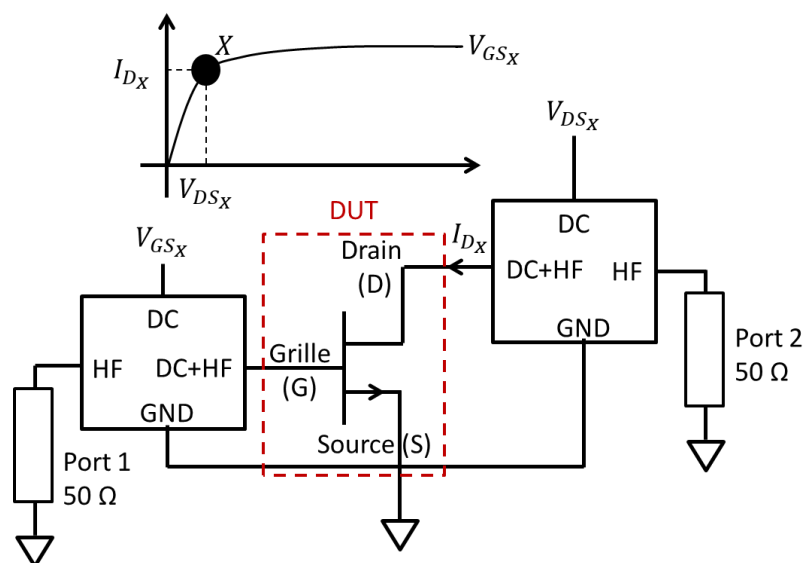 X
I_{D_X}
V_{GS_X}
V_{DS_X}
V_{DS_X}
DUT
V_{GS_X}
DC
Drain
(D)
I_{D_X}
DC+HF
HF
GND
DC
HF
DC+HF
GND
Grille
(G)
Source (S)
Port 1
50 Ω
Port 2
50 Ω